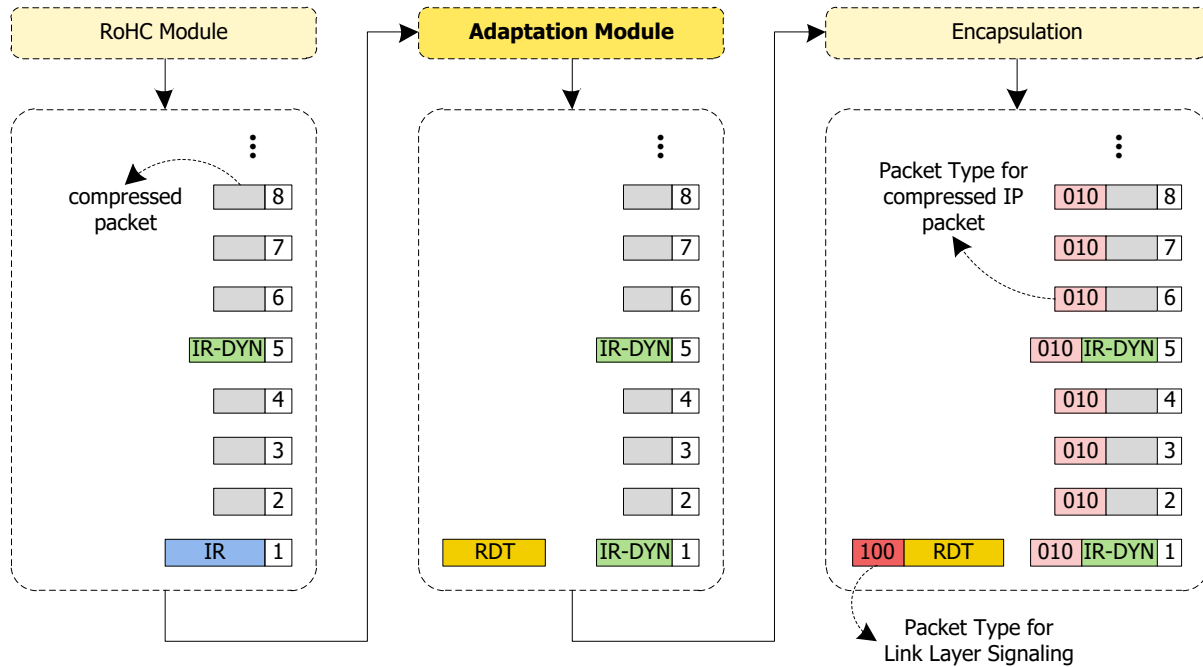 RoHC Module
Adaptation Module
Encapsulation
compressed
packet
8
7
6
IR-DYN 5
4
3
2
IR 1
8
7
6
IR-DYN 5
4
3
2
RDT IR-DYN 1
Packet Type for
compressed IP
packet
010 8
010 7
010 6
010 IR-DYN 5
010 4
010 3
010 2
100 RDT 010 IR-DYN 1
Packet Type for
Link Layer Signaling